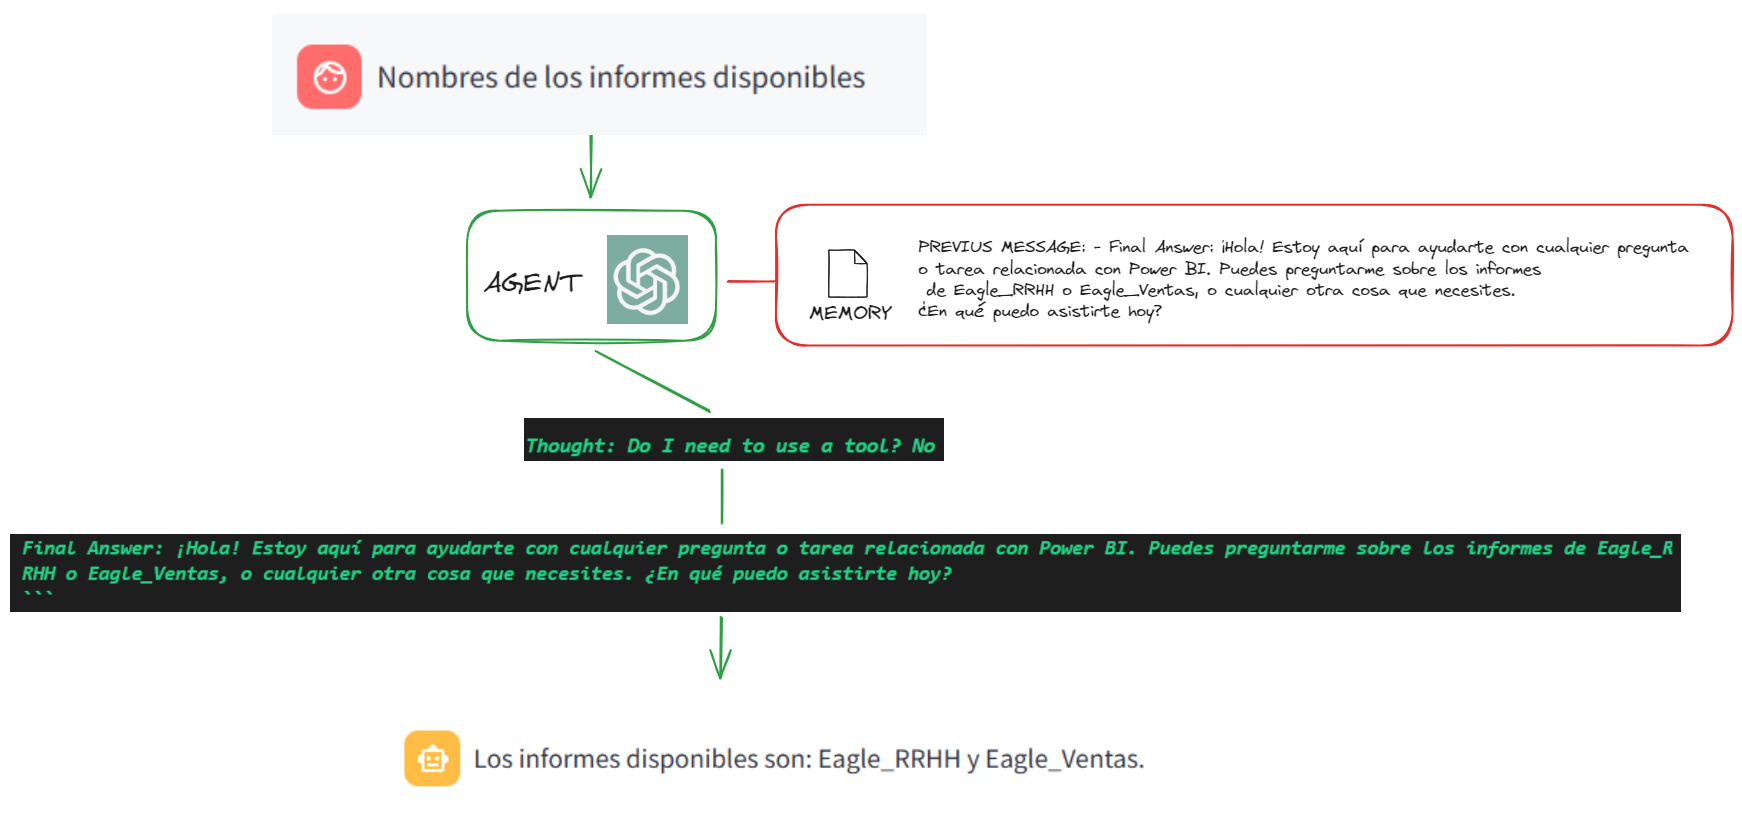 Nombres de los informes disponibles
AGENT
MEMORY
PREVIUS MESSAGE: - Final Answer: ¡Hola! Estoy aquí para ayudarte con cualquier pregunta
o tarea relacionada con Power BI. Puedes preguntarme sobre los informes
de Eagle_RRHH o Eagle_Ventas, o cualquier otra cosa que necesites.
¿En qué puedo asistirte hoy?
Thought: Do I need to use a tool? No
Final Answer: ¡Hola! Estoy aquí para ayudarte con cualquier pregunta o tarea relacionada con Power BI. Puedes preguntarme sobre los informes de Eagle_R
RHH o Eagle_Ventas, o cualquier otra cosa que necesites. ¿En qué puedo asistirte hoy?
```
Los informes disponibles son: Eagle_RRHH y Eagle_Ventas.